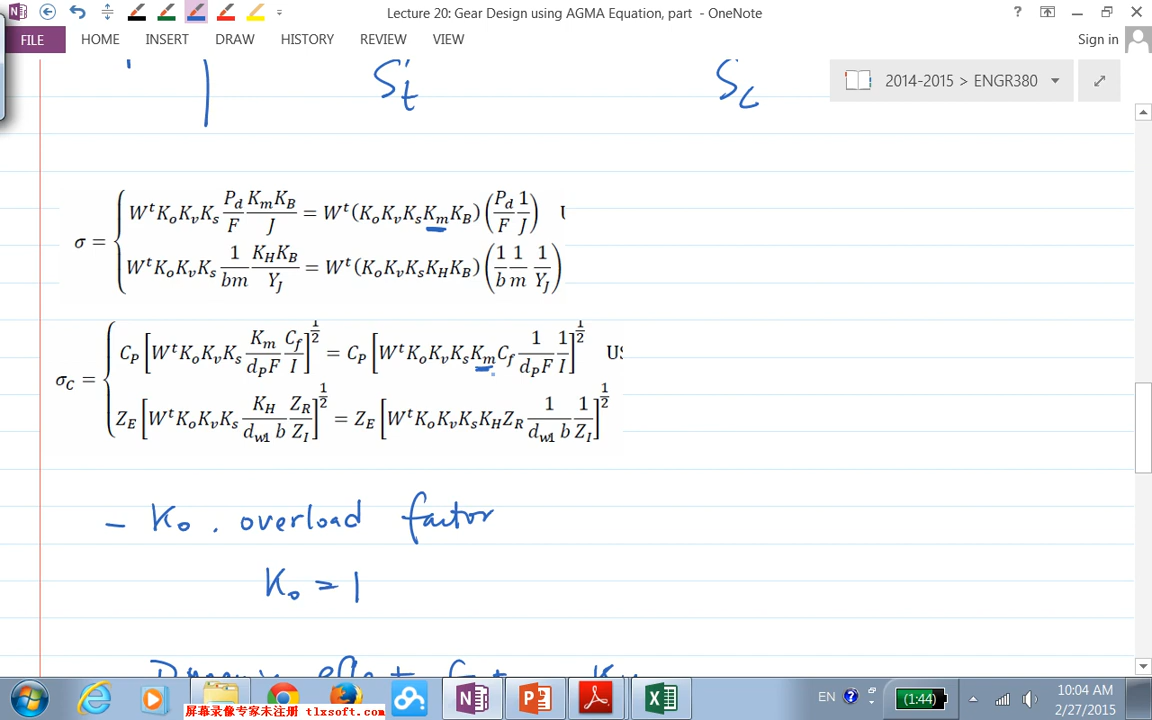 Lecture 20: Gear Design using AGMA Equation, part - OneNote
FILE HOME INSERT DRAW HISTORY REVIEW VIEW Sign in
2014-2015 > ENGR380
S_t S_c
σ = { W^t K_o K_v K_s (P_d/F) (K_m K_B/J) = W^t (K_o K_v K_s K_m K_B) (P_d/F 1/J) U
W^t K_o K_v K_s (1/bm) (K_H K_B/Y_J) = W^t (K_o K_v K_s K_H K_B) (1/b 1/m 1/Y_J)
σ_C = { C_P [W^t K_o K_v K_s (K_m/d_P F) (C_f/I)]^(1/2) = C_P [W^t K_o K_v K_s K_m C_f (1/d_P F) (1/I)]^(1/2) US
Z_E [W^t K_o K_v K_s (K_H/d_w1 b) (Z_R/Z_I)]^(1/2) = Z_E [W^t K_o K_v K_s K_H Z_R (1/d_w1 b) (1/Z_I)]^(1/2)
- K_o . overload factor
K_o = 1
EN (1:44) 10:04 AM
2/27/2015
屏幕录像专家未注册 tlxsoft.com